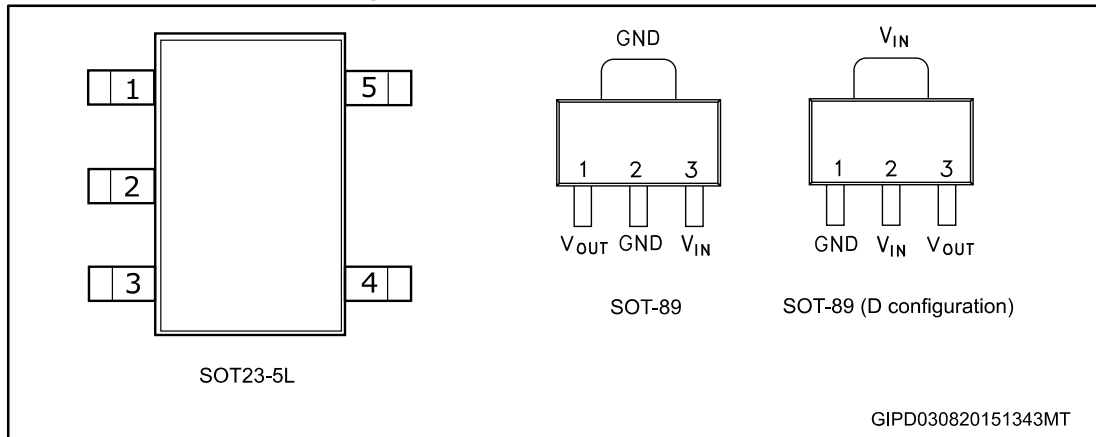 1
2
3
5
4
SOT23-5L
GND
1 2 3
VOUT GND VIN
SOT-89
VIN
1 2 3
GND VIN VOUT
SOT-89 (D configuration)
GIPD030820151343MT